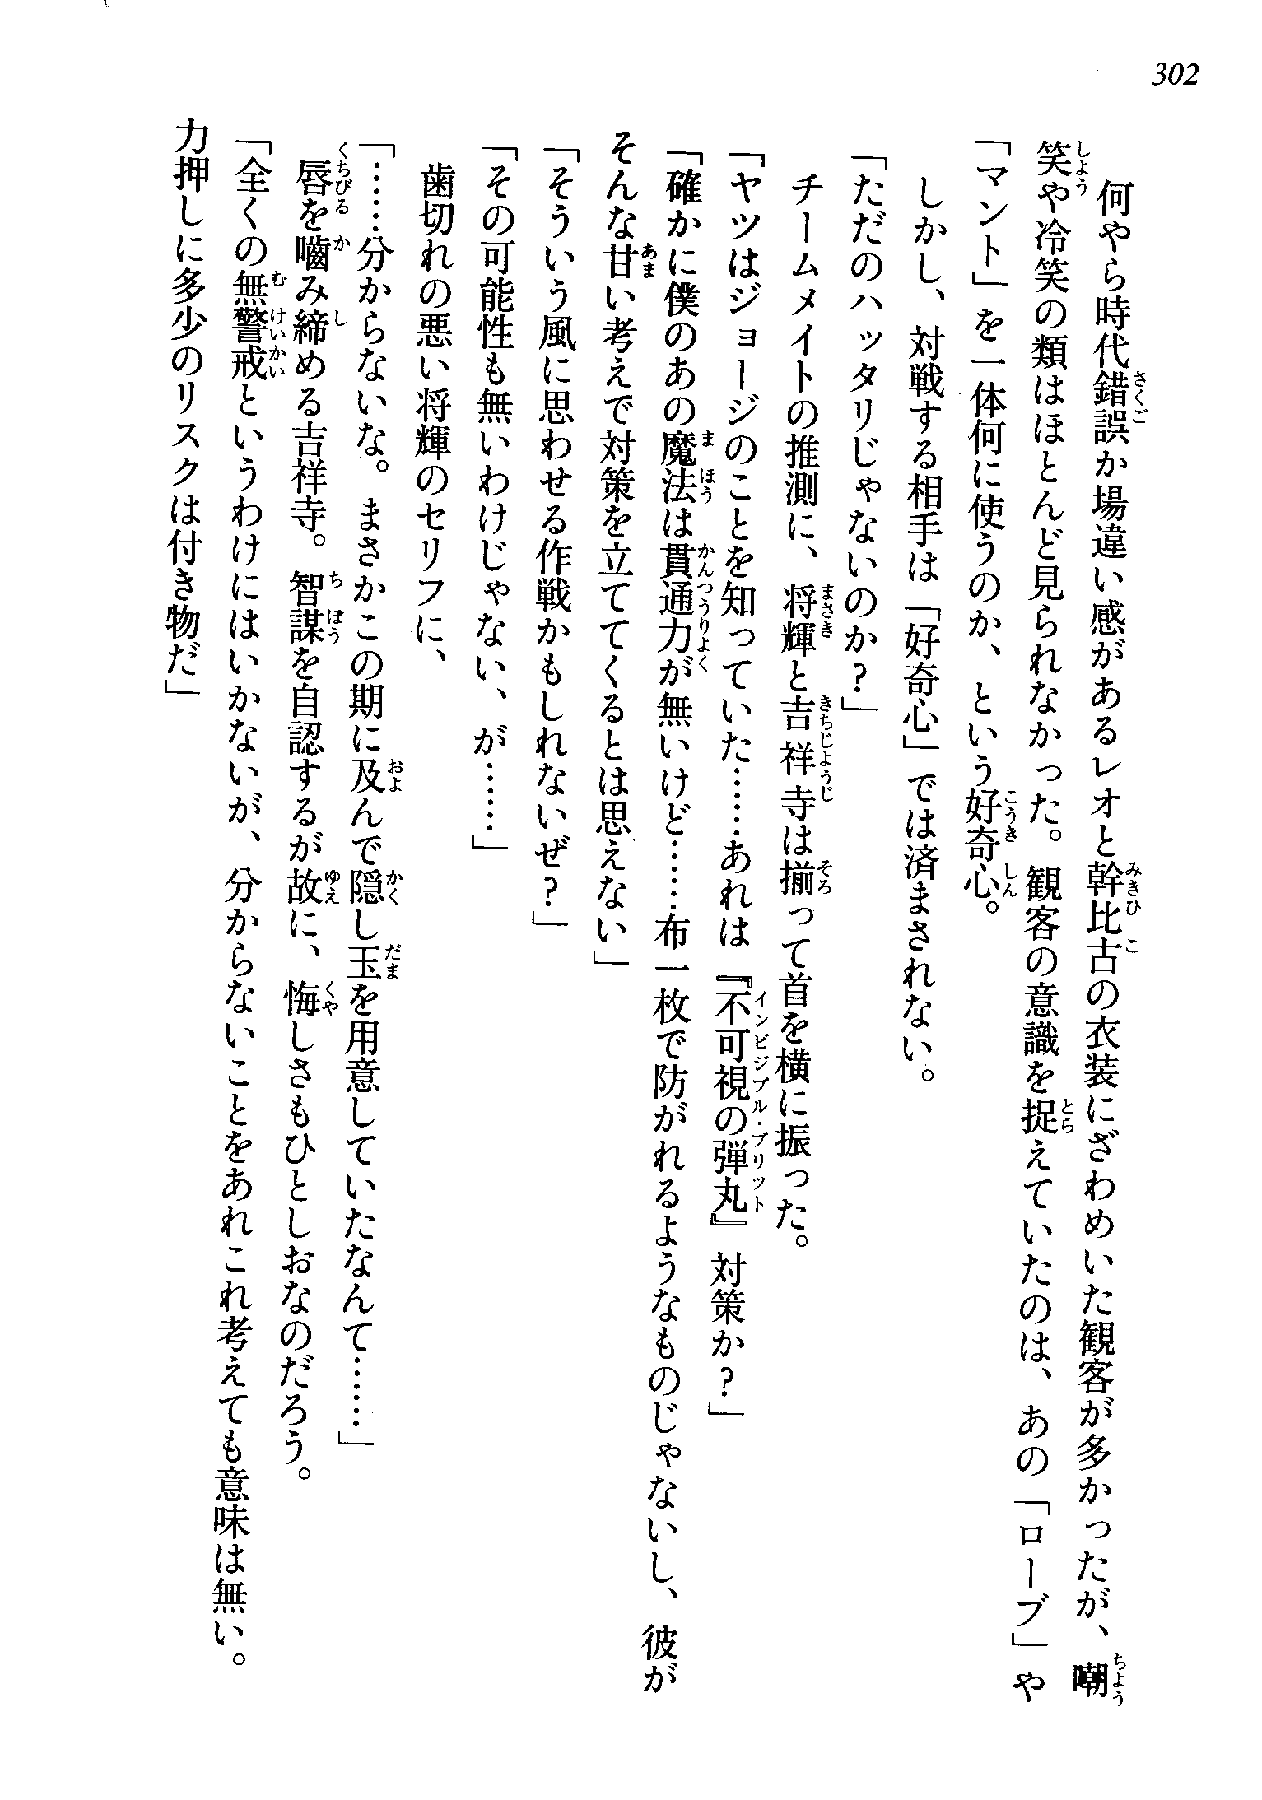 302
何やら時代錯誤か場違い感があるレオと幹比古の衣装にざわめいた観客が多かったが、嘲
笑や冷笑の類はほとんど見られなかった。観客の意識を捉えていたのは、あの「ローブ」や
「マント」を一体何に使うのか、という好奇心。
しかし、対戦する相手は「好奇心」では済まされない。
「ただのハッタリじゃないのか?」
チームメイトの推測に、将輝と吉祥寺は揃って首を横に振った。
「ヤツはジョージのことを知っていた……あれは『不可視の弾丸』対策か?」
「確かに僕のあの魔法は貫通力が無いけど……布一枚で防がれるようなものじゃないし、彼が
そんな甘い考えで対策を立ててくるとは思えない」
「そういう風に思わせる作戦かもしれないぜ?」
「その可能性も無いわけじゃない、が……」
歯切れの悪い将輝のセリフに、
「……分からないな。まさかこの期に及んで隠し玉を用意していたなんて……」
唇を嚙み締める吉祥寺。智謀を自認するが故に、悔しさもひとしおなのだろう。
「全くの無警戒というわけにはいかないが、分からないことをあれこれ考えても意味は無い。
力押しに多少のリスクは付き物だ」